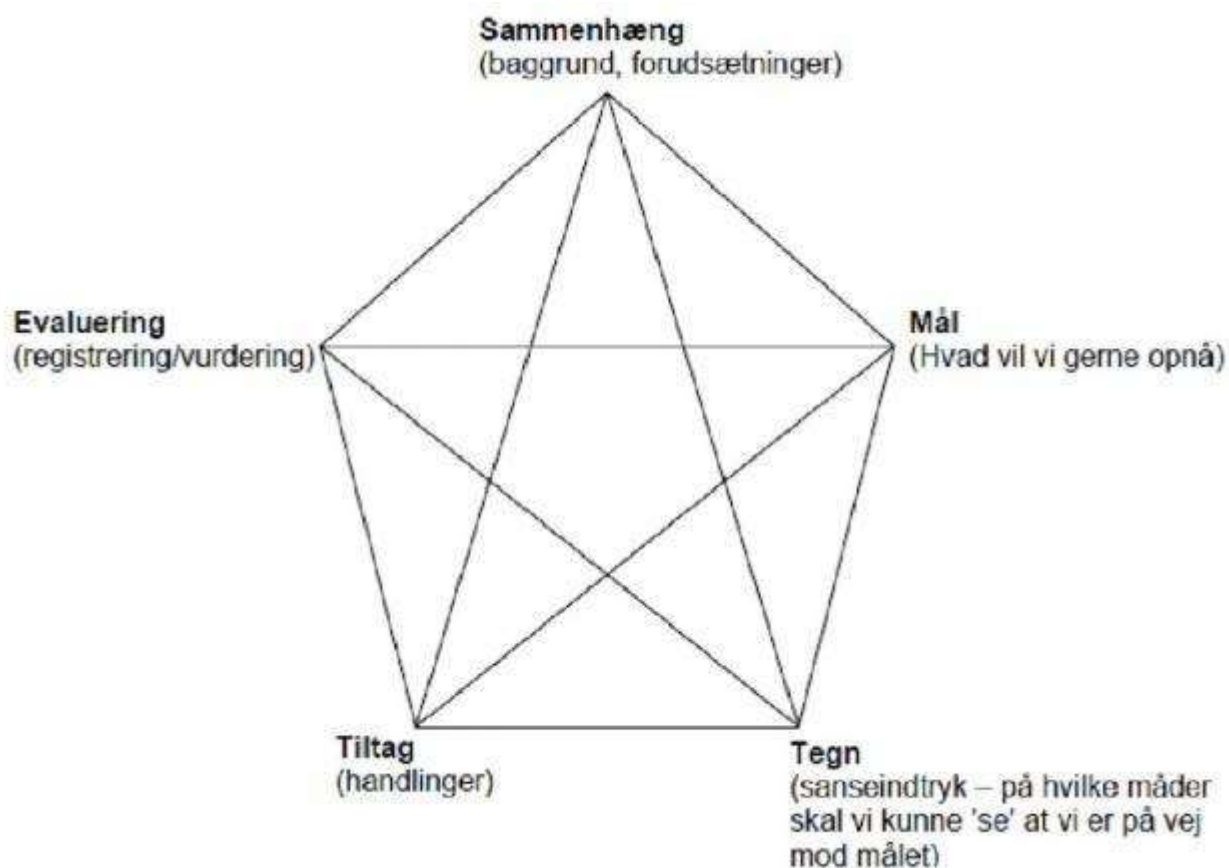 Sammenhæng
(baggrund, forudsætninger)
Evaluering
(registrering/vurdering)
Mål
(Hvad vil vi gerne opnå)
Tiltag
(handlinger)
Tegn
(sanseindtryk – på hvilke måder
skal vi kunne 'se' at vi er på vej
mod målet)